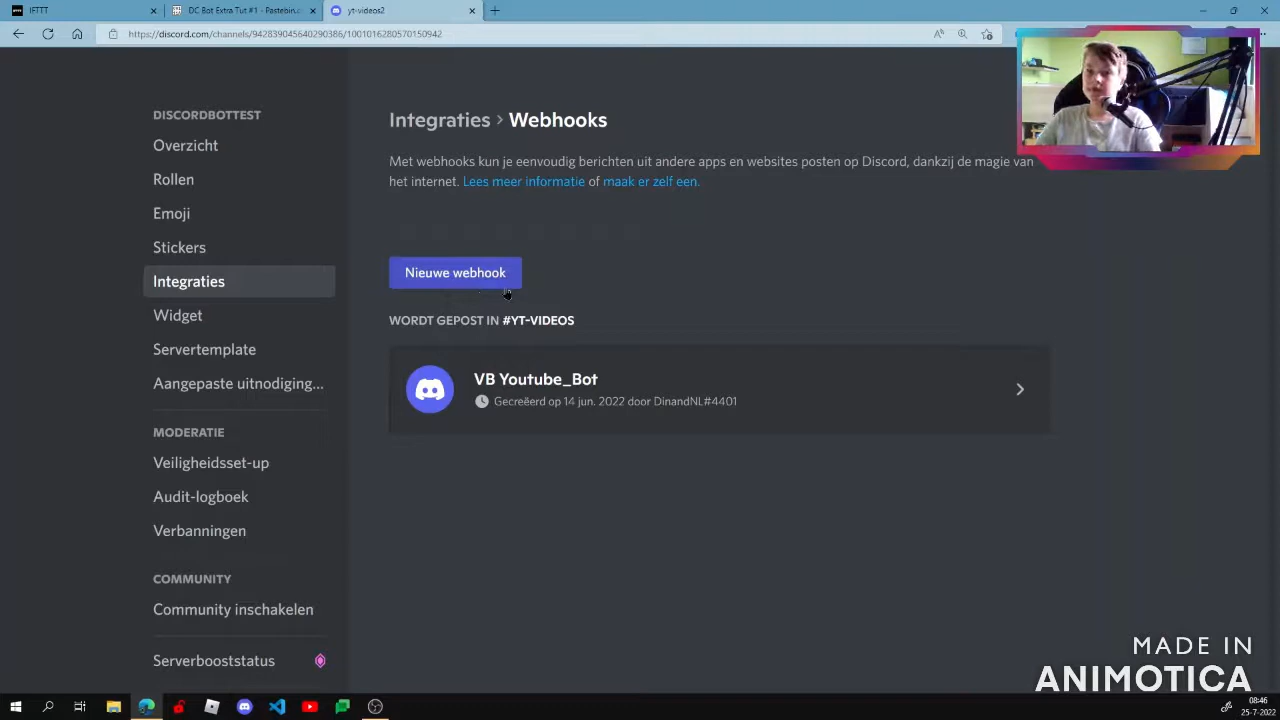 IFTTT
DC Bot Extra Tut #1 - Pastebin.c
yt-videos2
https://discord.com/channels/942839045640290386/1001016280570150942
DISCORDBOTTEST
Overzicht
Rollen
Emoji
Stickers
Integraties
Widget
Servertemplate
Aangepaste uitnodiging...
MODERATIE
Veiligheidsset-up
Audit-logboek
Verbanningen
COMMUNITY
Community inschakelen
Serverbooststatus
Integraties > Webhooks
Met webhooks kun je eenvoudig berichten uit andere apps en websites posten op Discord, dankzij de magie van
het internet. Lees meer informatie of maak er zelf een.
Nieuwe webhook
WORDT GEPOST IN #YT-VIDEOS
VB Youtube_Bot
Gecreëerd op 14 jun. 2022 door DinandNL#4401
MADE IN
ANIMOTICA
08:46
25-7-2022